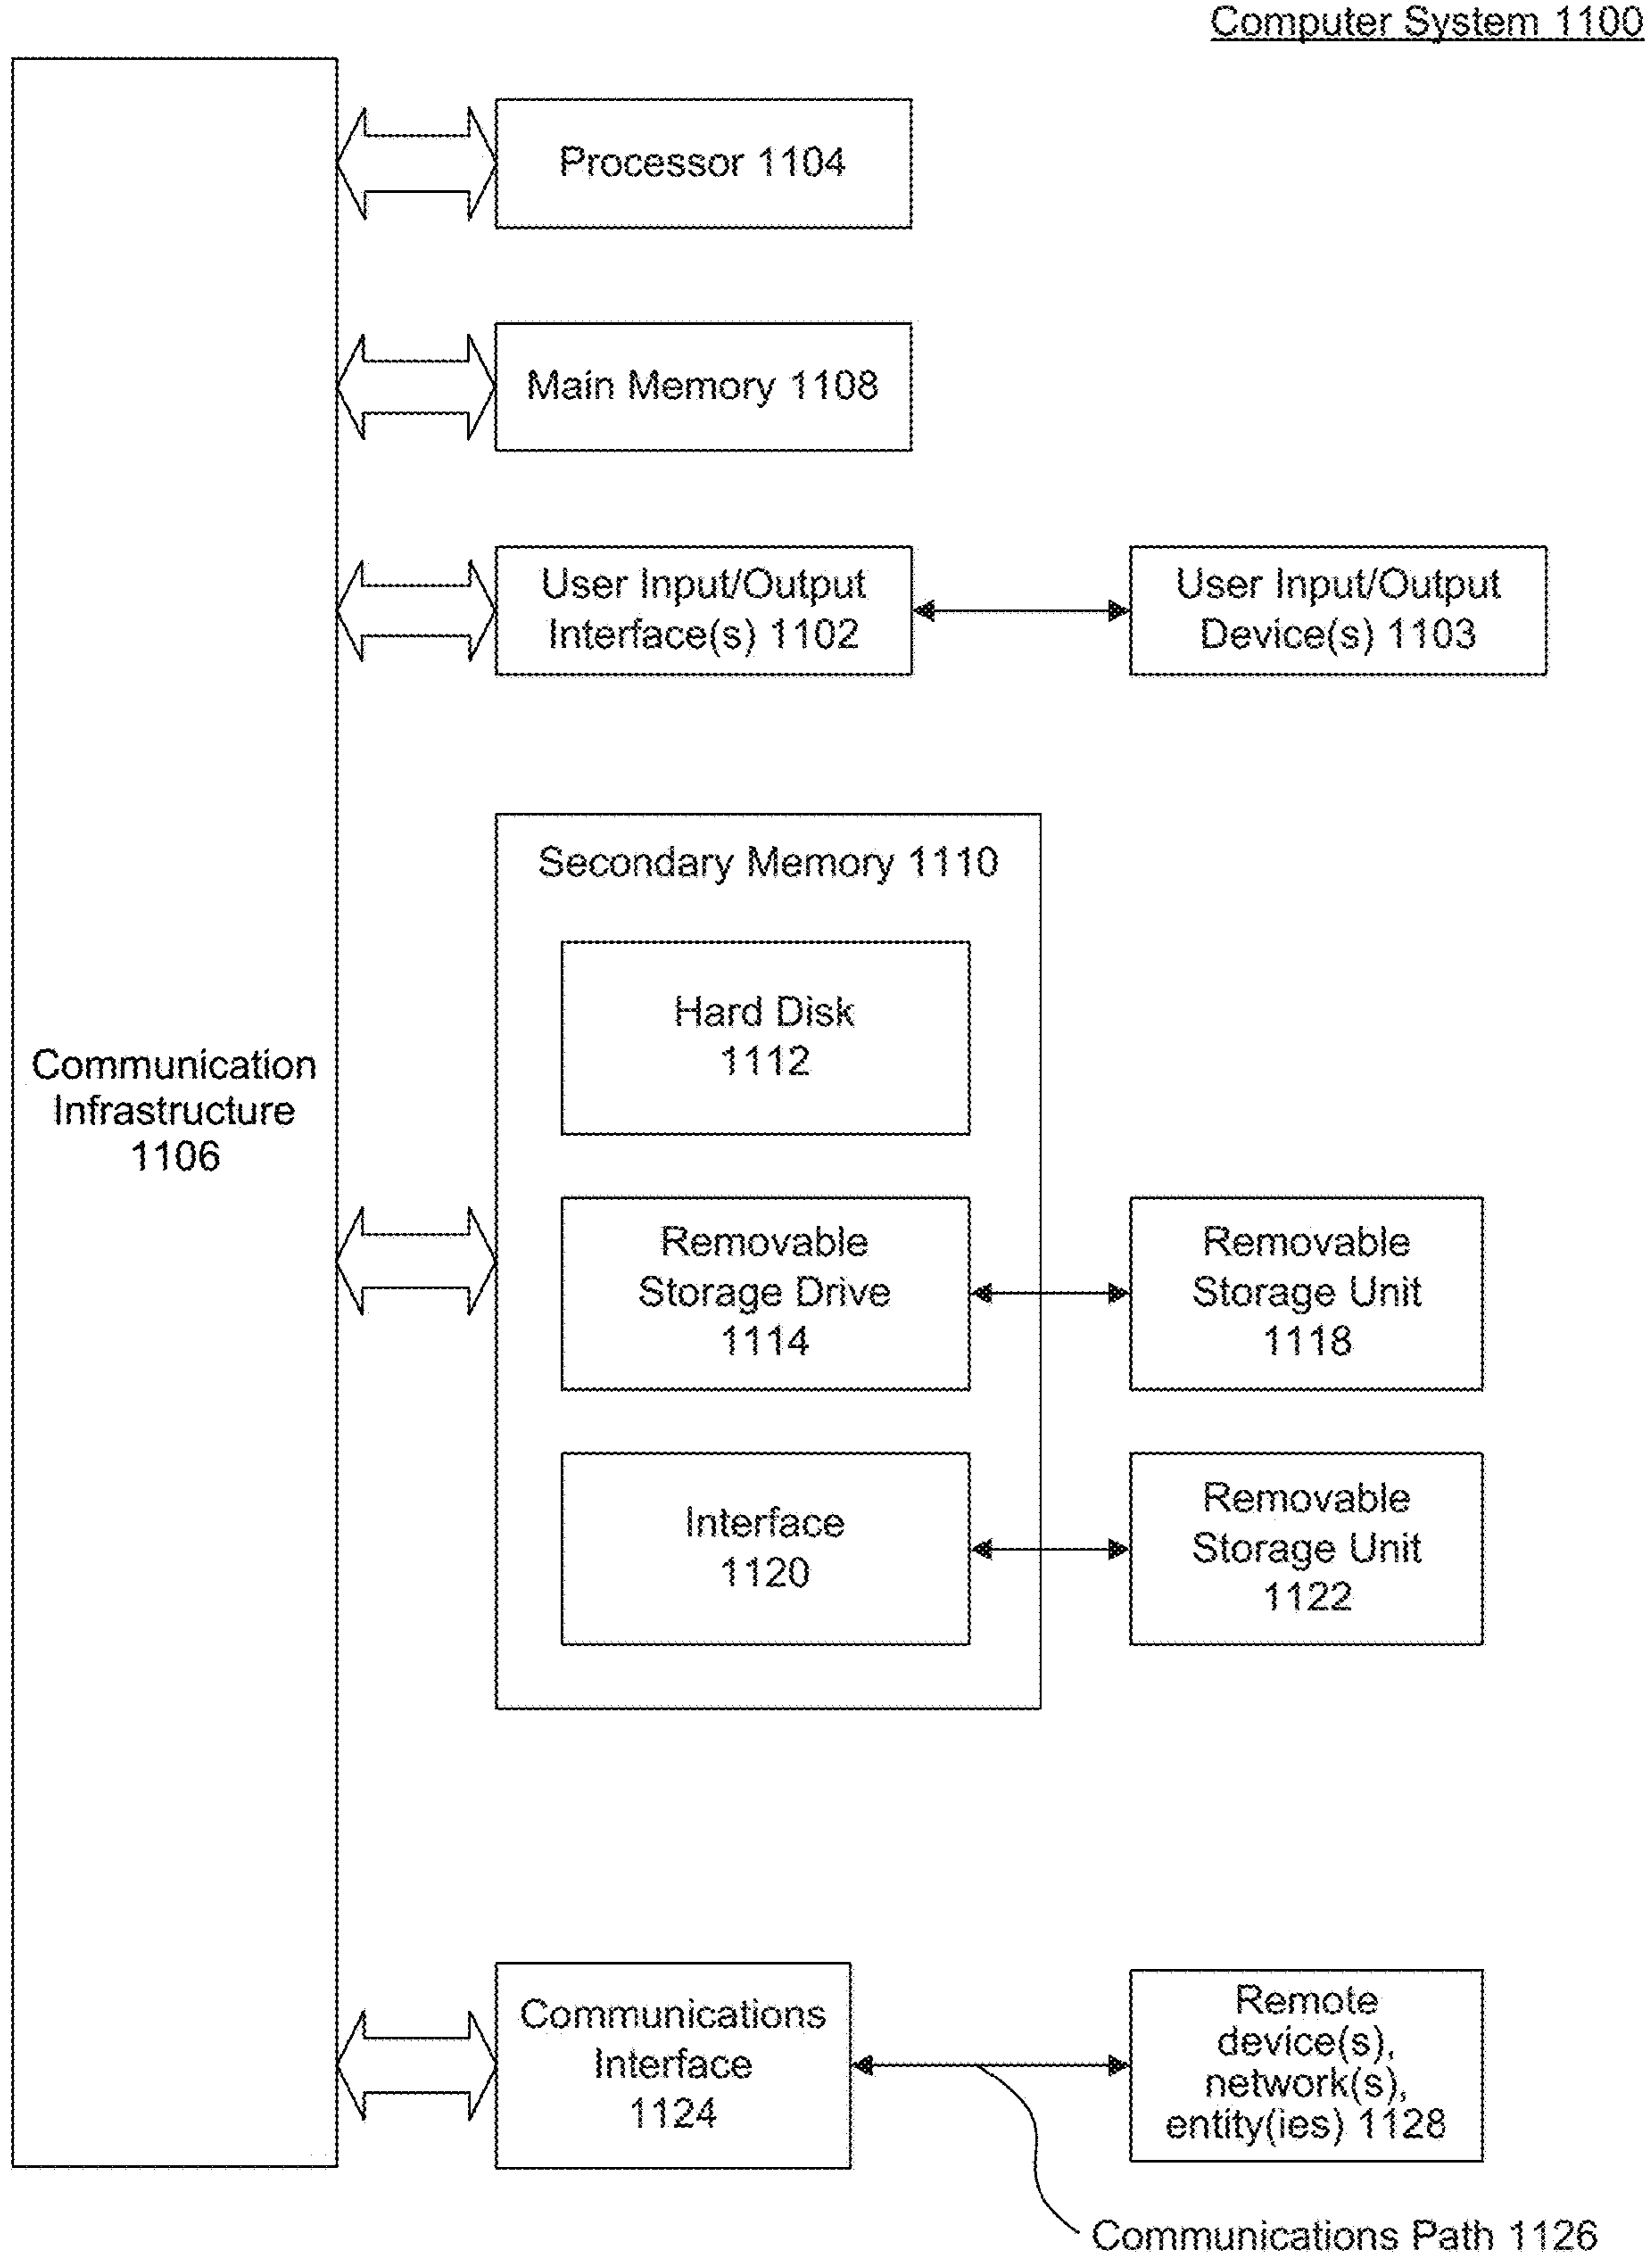 Computer System 1100
Processor 1104
Main Memory 1108
User Input/Output
Interface(s) 1102
User Input/Output
Device(s) 1103
Secondary Memory 1110
Hard Disk
1112
Communication
Infrastructure
1106
Removable
Storage Drive
1114
Removable
Storage Unit
1118
Interface
1120
Removable
Storage Unit
1122
Communications
Interface
1124
Remote
device(s),
network(s),
entity(ies) 1128
Communications Path 1126